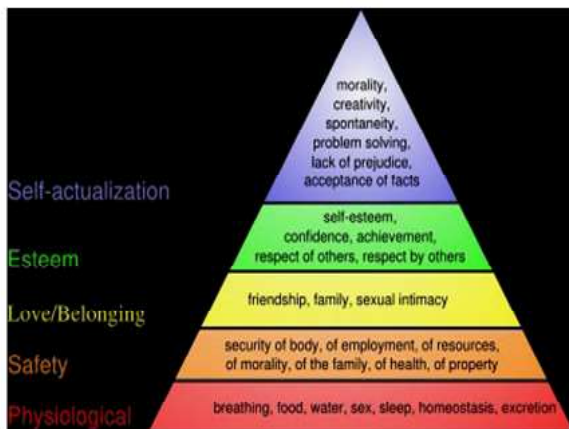 morality,
creativity,
spontaneity,
problem solving,
lack of prejudice,
acceptance of facts
Self-actualization
self-esteem,
confidence, achievement,
respect of others, respect by others
Esteem
friendship, family, sexual intimacy
Love/Belonging
security of body, of employment, of resources,
of morality, of the family, of health, of property
Safety
breathing, food, water, sex, sleep, homeostasis, excretion
Physiological